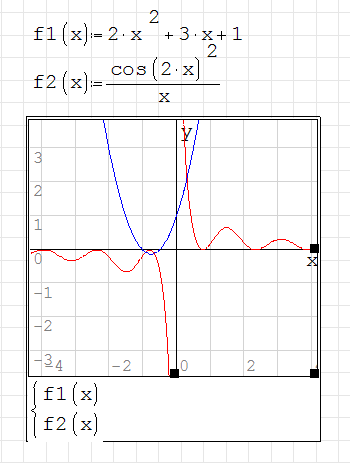 f1(x):=2·x²+3·x+1
f2(x):=cos(2·x)²/x
y
3
2
1
0
x
-1
-2
-3
-4 -2 0 2
f1(x)
f2(x)